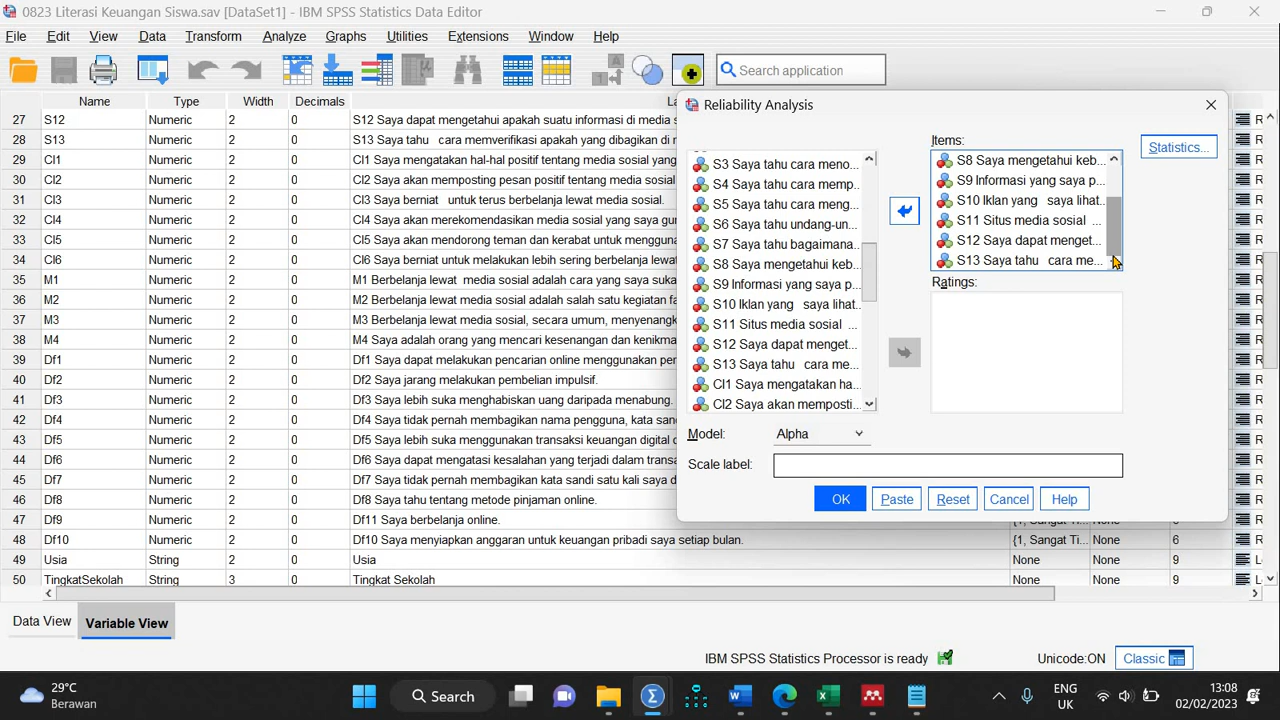 0823 Literasi Keuangan Siswa.sav [DataSet1] - IBM SPSS Statistics Data Editor
File Edit View Data Transform Analyze Graphs Utilities Extensions Window Help
Search application
Name Type Width Decimals La
27 S12 Numeric 2 0 S12 Saya dapat mengetahui apakah suatu informasi di media s
28 S13 Numeric 2 0 S13 Saya tahu cara memverifikasi apakah yang dibagikan di r
29 CI1 Numeric 2 0 CI1 Saya mengatakan hal-hal positif tentang media sosial yang
30 CI2 Numeric 2 0 CI2 Saya akan memposting pesan positif tentang media sosial
31 CI3 Numeric 2 0 CI3 Saya berniat untuk terus berbelanja lewat media sosial.
32 CI4 Numeric 2 0 CI4 Saya akan merekomendasikan media sosial yang saya gun
33 CI5 Numeric 2 0 CI5 Saya akan mendorong teman dan kerabat untuk mengguna
34 CI6 Numeric 2 0 CI6 Saya berniat untuk melakukan lebih sering berbelanja lewat
35 M1 Numeric 2 0 M1 Berbelanja lewat media sosial adalah cara yang saya suka
36 M2 Numeric 2 0 M2 Berbelanja lewat media sosial adalah salah satu kegiatan fa
37 M3 Numeric 2 0 M3 Berbelanja lewat media sosial, secara umum, menyenangk
38 M4 Numeric 2 0 M4 Saya adalah orang yang mencari kesenangan dan kenikma
39 Df1 Numeric 2 0 Df1 Saya dapat melakukan pencarian online menggunakan per
40 Df2 Numeric 2 0 Df2 Saya jarang melakukan pembelian impulsif.
41 Df3 Numeric 2 0 Df3 Saya lebih suka menghabiskan uang daripada menabung.
42 Df4 Numeric 2 0 Df4 Saya tidak pernah membagikan nama pengguna, kata sand
43 Df5 Numeric 2 0 Df5 Saya lebih suka menggunakan transaksi keuangan digital d
44 Df6 Numeric 2 0 Df6 Saya dapat mengatasi kesalahan yang terjadi dalam transa
45 Df7 Numeric 2 0 Df7 Saya tidak pernah membagikan kata sandi satu kali saya d
46 Df8 Numeric 2 0 Df8 Saya tahu tentang metode pinjaman online.
47 Df9 Numeric 2 0 Df11 Saya berbelanja online.
48 Df10 Numeric 2 0 Df10 Saya menyiapkan anggaran untuk keuangan pribadi saya setiap bulan. {1, Sangat Ti... None 6
49 Usia String 2 0 Usia None None 9
50 TingkatSekolah String 3 0 Tingkat Sekolah None None 9
Reliability Analysis
S3 Saya tahu cara meno...
S4 Saya tahu cara memp...
S5 Saya tahu cara meng...
S6 Saya tahu undang-un...
S7 Saya tahu bagaimana...
S8 Saya mengetahui keb...
S9 Informasi yang saya p...
S10 Iklan yang saya lihat...
S11 Situs media sosial ...
S12 Saya dapat menget...
S13 Saya tahu cara me...
CI1 Saya mengatakan ha...
CI2 Saya akan memposti...
Items:
S8 Saya mengetahui keb...
S9 Informasi yang saya p...
S10 Iklan yang saya lihat...
S11 Situs media sosial ...
S12 Saya dapat menget...
S13 Saya tahu cara me...
Statistics...
Ratings:
Model: Alpha
Scale label:
OK Paste Reset Cancel Help
Data View Variable View
IBM SPSS Statistics Processor is ready Unicode:ON Classic
29°C
Berawan
Search
ENG
UK
13:08
02/02/2023